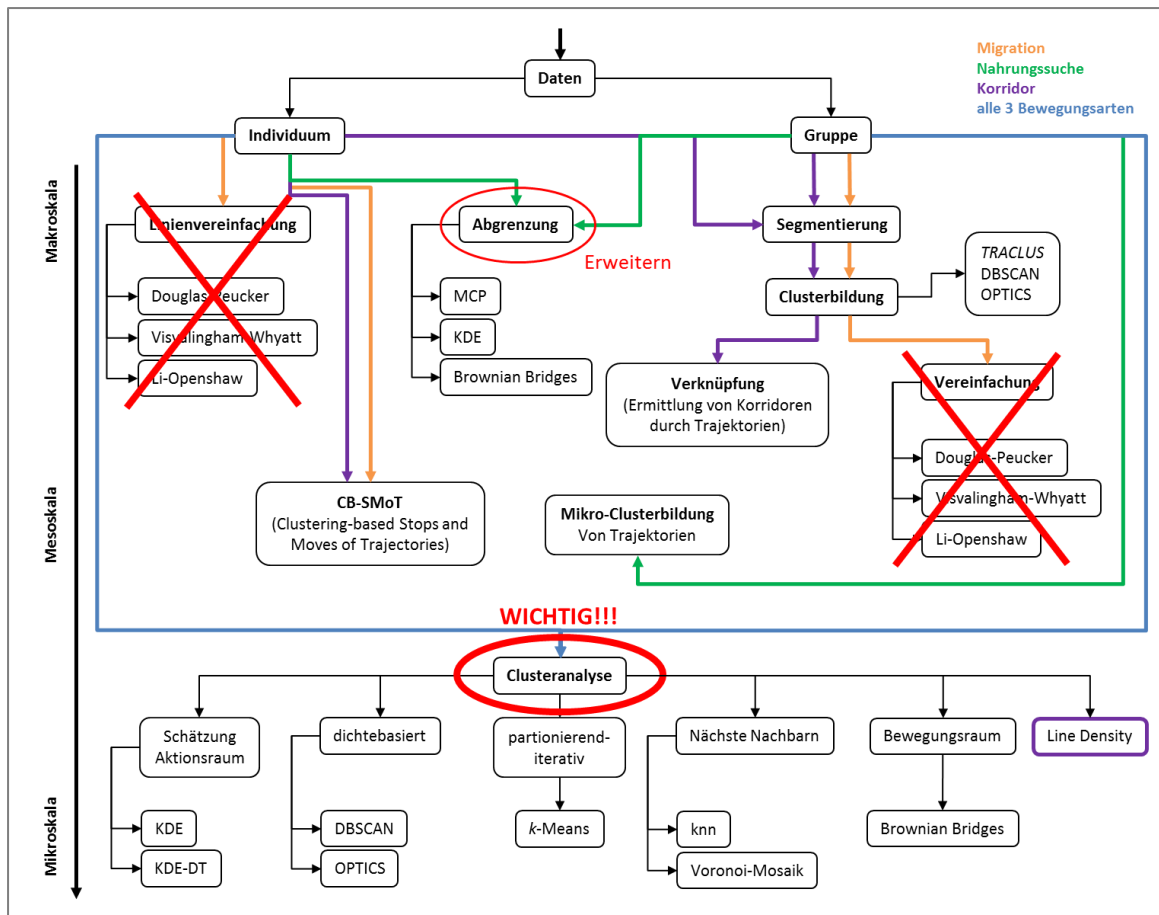 Migration
Nahrungssuche
Korridor
alle 3 Bewegungsarten
Daten
Individuum
Gruppe
Makroskala
Mesoskala
Mikroskala
Linienvereinfachung
Douglas-Peucker
Visvalingham-Whyatt
Li-Openshaw
Abgrenzung
Erweitern
MCP
KDE
Brownian Bridges
Segmentierung
Clusterbildung
TRACLUS
DBSCAN
OPTICS
Verknüpfung
(Ermittlung von Korridoren
durch Trajektorien)
Vereinfachung
Douglas-Peucker
Visvalingham-Whyatt
Li-Openshaw
CB-SMoT
(Clustering-based Stops and
Moves of Trajectories)
Mikro-Clusterbildung
Von Trajektorien
WICHTIG!!!
Clusteranalyse
Schätzung
Aktionsraum
KDE
KDE-DT
dichtebasiert
DBSCAN
OPTICS
partionierend-
iterativ
k-Means
Nächste Nachbarn
knn
Voronoi-Mosaik
Bewegungsraum
Brownian Bridges
Line Density